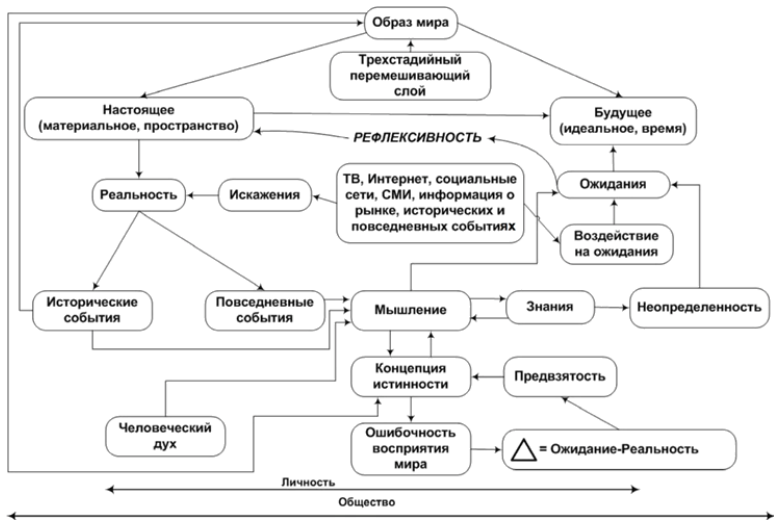 Образ мира
Трехстадийный
перемешивающий
слой
Настоящее
(материальное, пространство)
Будущее
(идеальное, время)
РЕФЛЕКСИВНОСТЬ
Реальность
Искажения
ТВ, Интернет, социальные
сети, СМИ, информация о
рынке, исторических и
повседневных событиях
Ожидания
Воздействие
на ожидания
Исторические
события
Повседневные
события
Мышление
Знания
Неопределенность
Концепция
истинности
Предвзятость
Человеческий
дух
Ошибочность
восприятия
мира
= Ожидание-Реальность
Личность
Общество